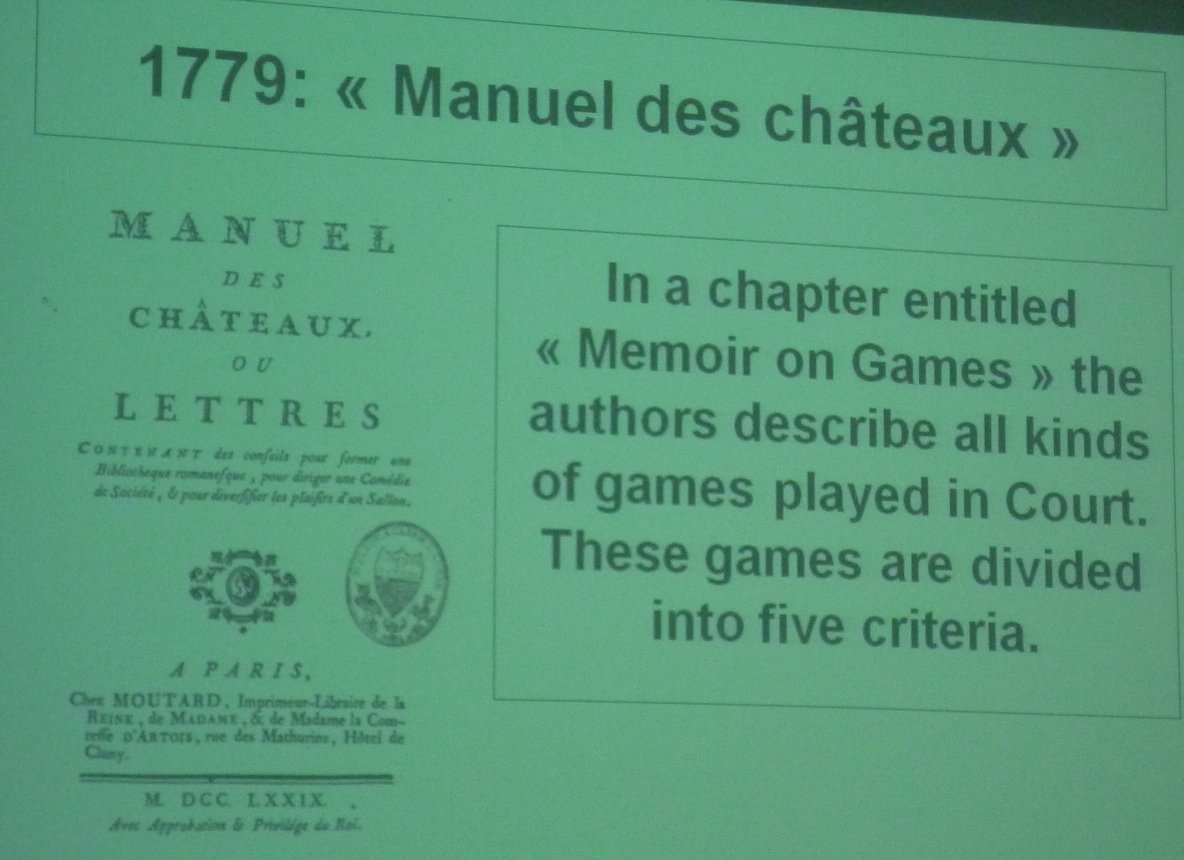 1779: « Manuel des châteaux »
MANUEL
DES
CHÂTEAUX,
OU
LETTRES
CONTENANT des conseils pour former une
Bibliotheque romanesque, pour diriger une Comédie
de Société, & pour diversifier les plaisirs d'un Sallon.
A PARIS,
Chez MOUTARD, Imprimeur-Libraire de la
REINE, de MADAME, & de Madame la Com-
tesse D'ARTOIS, rue des Mathurins, Hôtel de
Cluny.
M. DCC. LXXIX.
Avec Approbation & Privilége du Roi.
In a chapter entitled
« Memoir on Games » the
authors describe all kinds
of games played in Court.
These games are divided
into five criteria.